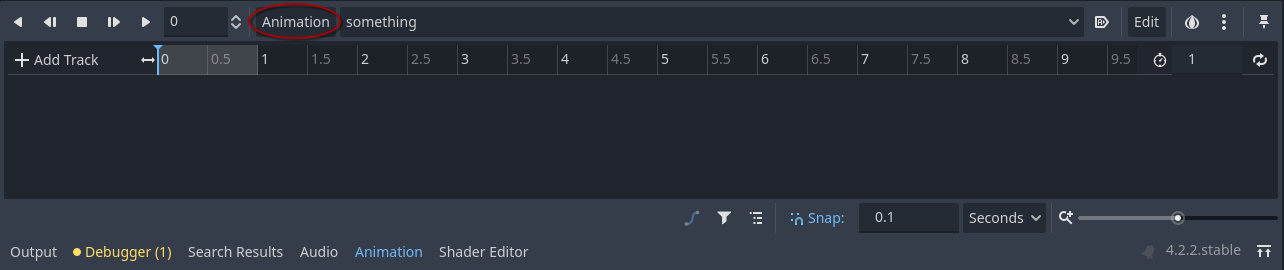 0 Animation something Edit
Add Track 0 0.5 1 1.5 2 2.5 3 3.5 4 4.5 5 5.5 6 6.5 7 7.5 8 8.5 9 9.5 1
Snap: 0.1 Seconds
Output Debugger (1) Search Results Audio Animation Shader Editor 4.2.2.stable